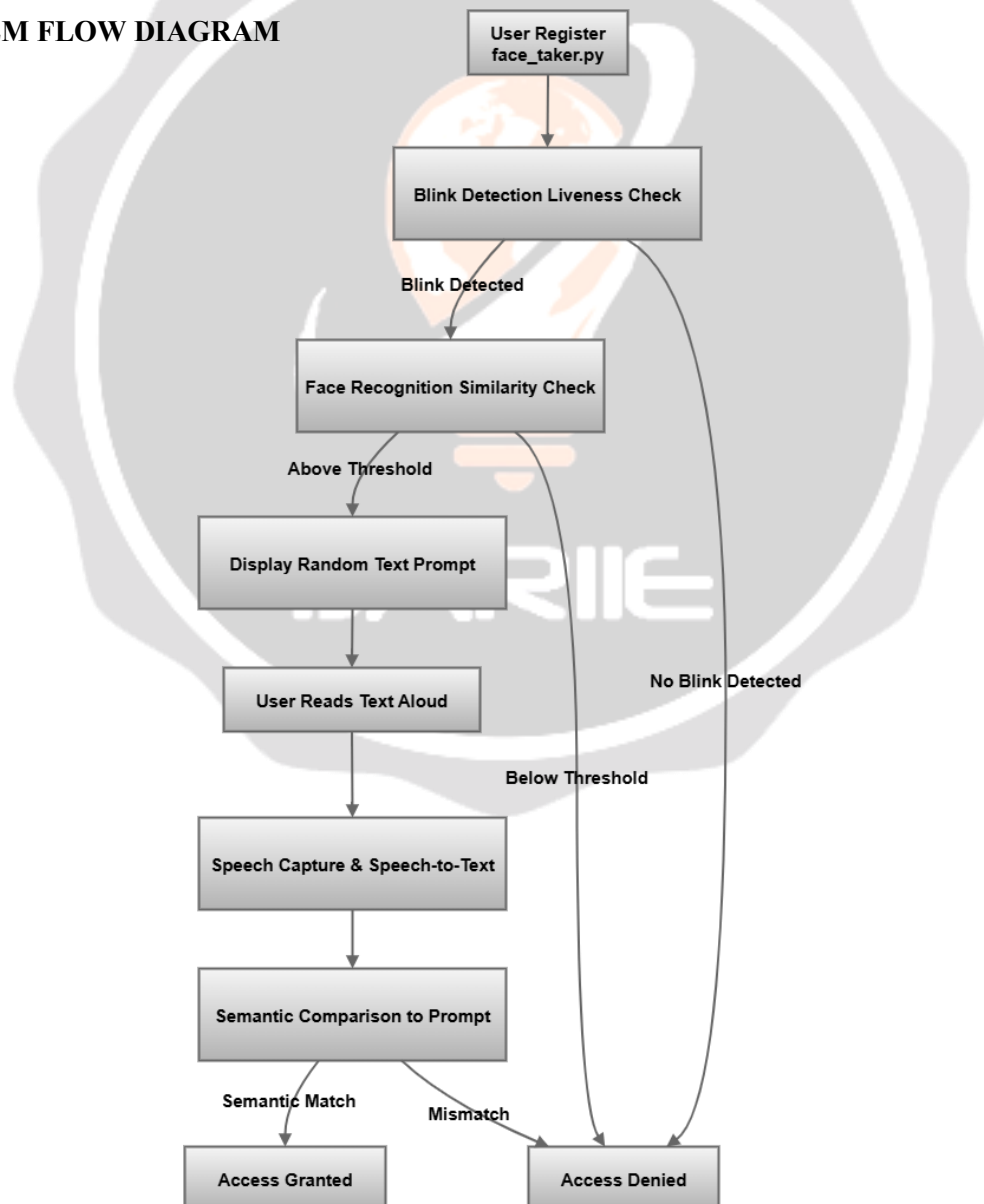 EM FLOW DIAGRAM
User Register
face_taker.py
Blink Detection Liveness Check
Blink Detected
Face Recognition Similarity Check
Above Threshold
Display Random Text Prompt
User Reads Text Aloud
No Blink Detected
Below Threshold
Speech Capture & Speech-to-Text
Semantic Comparison to Prompt
Semantic Match
Mismatch
Access Granted
Access Denied